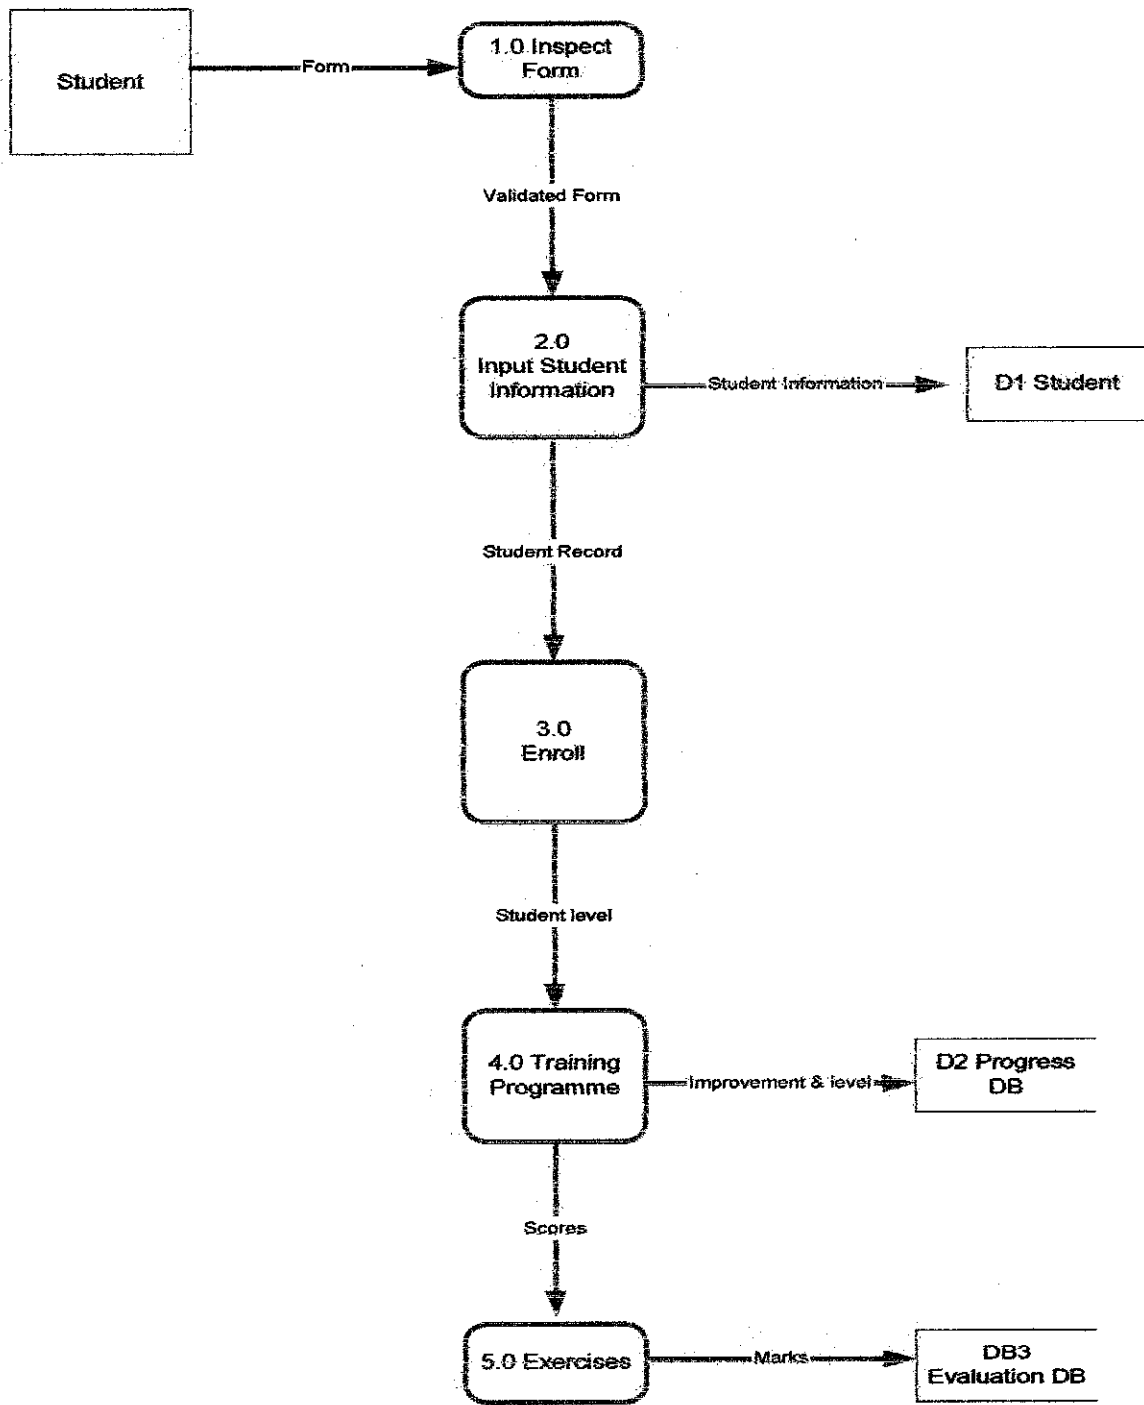 Student
Form
1.0 Inspect
Form
Validated Form
2.0
Input Student
Information
Student Information
D1 Student
Student Record
3.0
Enroll
Student level
4.0 Training
Programme
Improvement & level
D2 Progress
DB
Scores
5.0 Exercises
Marks
DB3
Evaluation DB